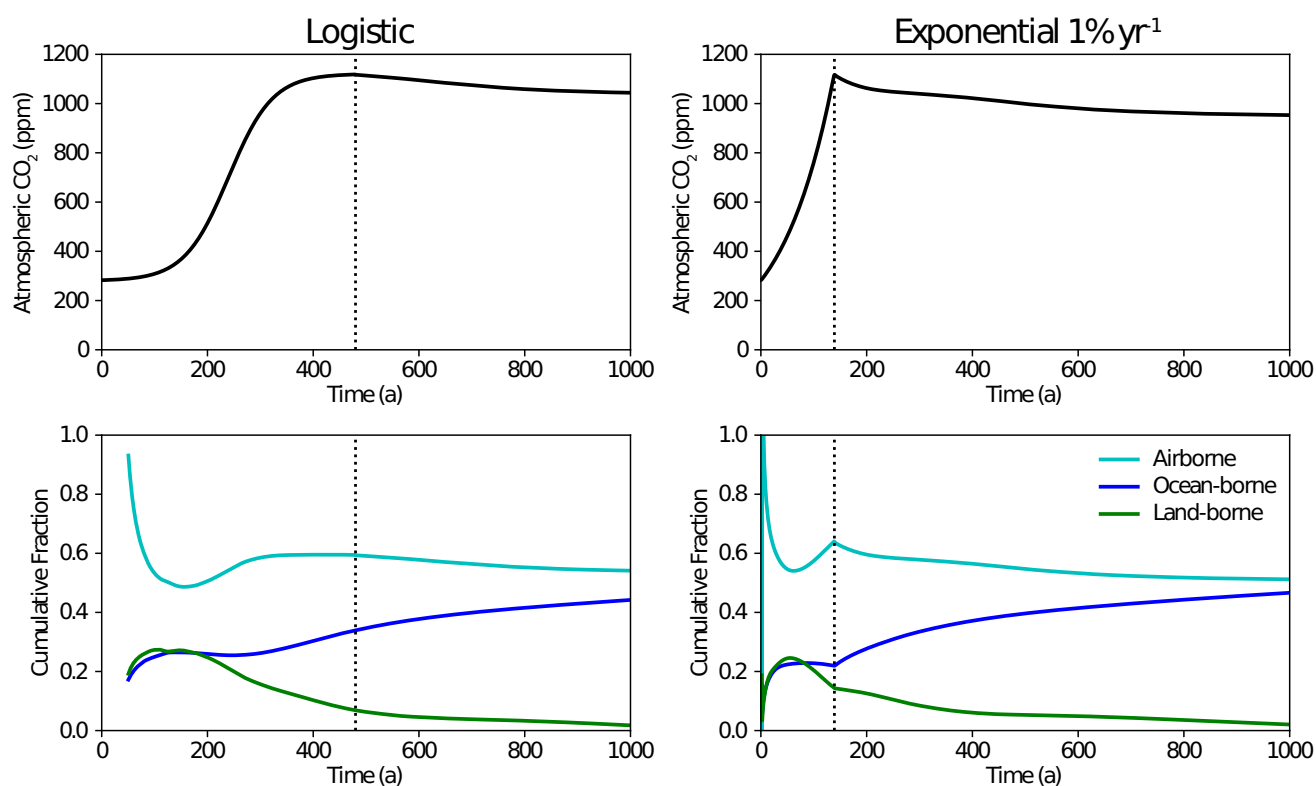 Logistic
Exponential 1% yr⁻¹
1200
1000
800
600
400
200
0
Atmospheric CO₂ (ppm)
0 200 400 600 800 1000
Time (a)
1200
1000
800
600
400
200
0
Atmospheric CO₂ (ppm)
0 200 400 600 800 1000
Time (a)
1.0
0.8
0.6
0.4
0.2
0.0
Cumulative Fraction
0 200 400 600 800 1000
Time (a)
1.0
0.8
0.6
0.4
0.2
0.0
Cumulative Fraction
Airborne
Ocean-borne
Land-borne
0 200 400 600 800 1000
Time (a)